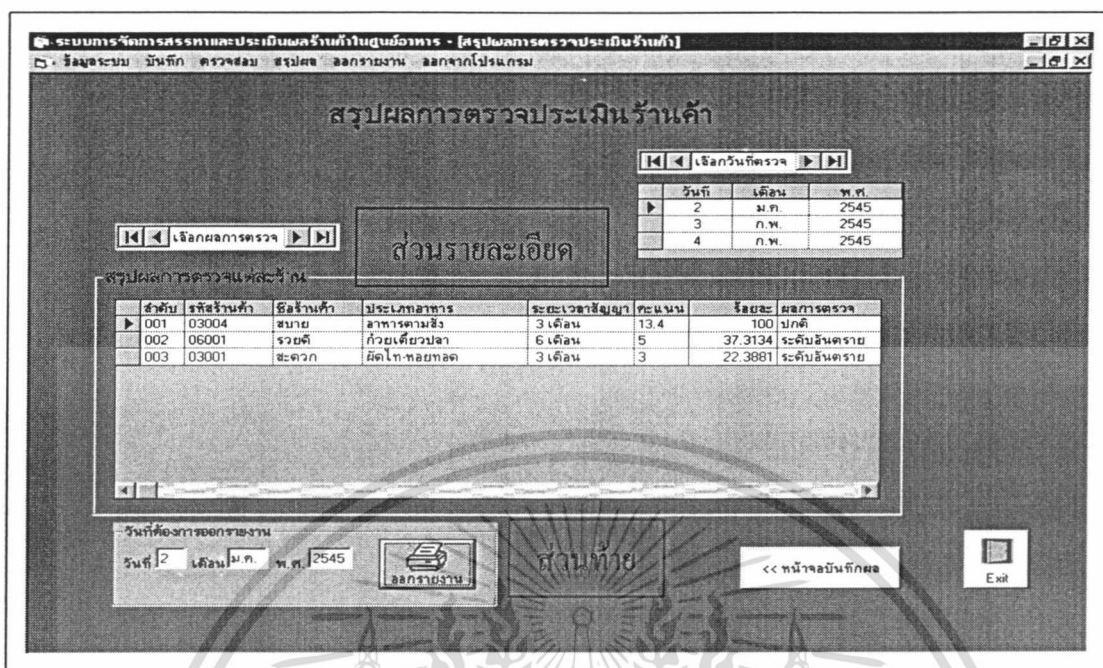 ระบบการจัดการสรรหาและประเมินผลร้านค้าในศูนย์อาหาร - [สรุปผลการตรวจประเมินร้านค้า]
ข้อมูลระบบ บันทึก ตรวจสอบ สรุปผล ออกรายงาน ออกจากโปรแกรม
สรุปผลการตรวจประเมินร้านค้า
เลือกวันที่ตรวจ
วันที่ เดือน พ.ศ.
2 ม.ค. 2545
3 ก.พ. 2545
4 ก.พ. 2545
เลือกผลการตรวจ
ส่วนรายละเอียด
สรุปผลการตรวจแต่ละร้าน
ลำดับ รหัสร้านค้า ชื่อร้านค้า ประเภทอาหาร ระยะเวลาสัญญา คะแนน ร้อยละ ผลการตรวจ
001 03004 สบาย อาหารตามสั่ง 3 เดือน 13.4 100 ปกติ
002 06001 รวยดี ก๋วยเตี๋ยวปลา 6 เดือน 5 37.3134 ระดับอันตราย
003 03001 สะดวก ผัดไท-หอยทอด 3 เดือน 3 22.3881 ระดับอันตราย
วันที่ต้องการออกรายงาน
วันที่ 2 เดือน ม.ค. พ.ศ. 2545
ออกรายงาน
ส่วนท้าย
<< หน้าจอบันทึกผล
Exit